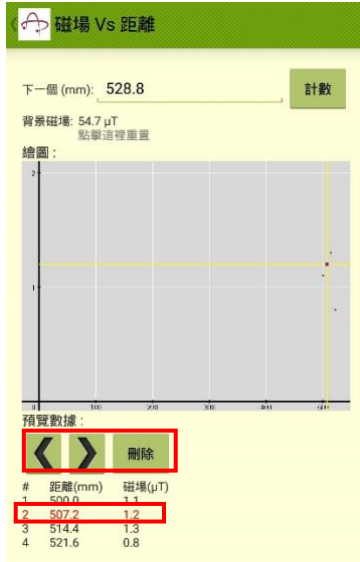 磁場 Vs 距離
下一個 (mm): 528.8 計數
背景磁場: 54.7 μT
點擊這裡重置
繪圖 :
2
1
0 100 200 300 400 500
預覽數據 :
刪除
# 距離(mm) 磁場(μT)
1 500.0 1.1
2 507.2 1.2
3 514.4 1.3
4 521.6 0.8